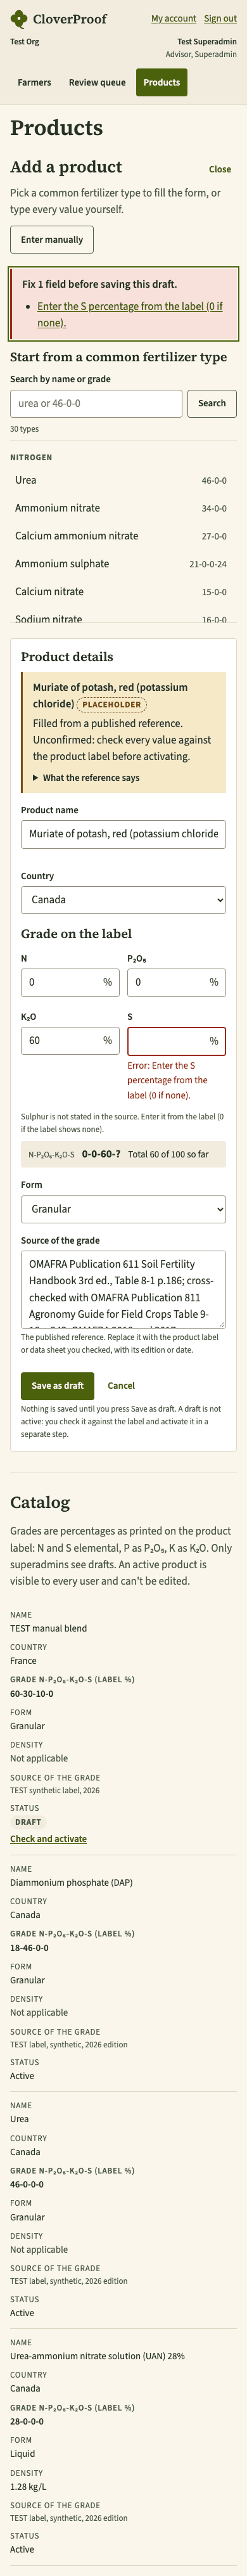 CloverProof
My account Sign out
Test Org
Test Superadmin
Advisor, Superadmin
Farmers Review queue Products
Products
Add a product
Close
Pick a common fertilizer type to fill the form, or
type every value yourself.
Enter manually
Fix 1 field before saving this draft.
• Enter the S percentage from the label (0 if
none).
Start from a common fertilizer type
Search by name or grade
urea or 46-0-0
Search
30 types
NITROGEN
Urea 46-0-0
Ammonium nitrate 34-0-0
Calcium ammonium nitrate 27-0-0
Ammonium sulphate 21-0-0-24
Calcium nitrate 15-0-0
Sodium nitrate 16-0-0
Product details
Muriate of potash, red (potassium
chloride) PLACEHOLDER
Filled from a published reference.
Unconfirmed: check every value against
the product label before activating.
▶ What the reference says
Product name
Muriate of potash, red (potassium chloride
Country
Canada
Grade on the label
N P₂O₅
0 % 0 %
K₂O S
60 % %
Error: Enter the S
percentage from the
label (0 if none).
Sulphur is not stated in the source. Enter it from the label (0
if the label shows none).
N-P₂O₅-K₂O-S 0-0-60-? Total 60 of 100 so far
Form
Granular
Source of the grade
OMAFRA Publication 611 Soil Fertility
Handbook 3rd ed., Table 8-1 p.186; cross-
checked with OMAFRA Publication 811
Agronomy Guide for Field Crops Table 9-
The published reference. Replace it with the product label
or data sheet you checked, with its edition or date.
Save as draft Cancel
Nothing is saved until you press Save as draft. A draft is not
active: you check it against the label and activate it in a
separate step.
Catalog
Grades are percentages as printed on the product
label: N and S elemental, P as P₂O₅, K as K₂O. Only
superadmins see drafts. An active product is
visible to every user and can't be edited.
NAME
TEST manual blend
COUNTRY
France
GRADE N-P₂O₅-K₂O-S (LABEL %)
60-30-10-0
FORM
Granular
DENSITY
Not applicable
SOURCE OF THE GRADE
TEST synthetic label, 2026
STATUS
DRAFT
Check and activate
NAME
Diammonium phosphate (DAP)
COUNTRY
Canada
GRADE N-P₂O₅-K₂O-S (LABEL %)
18-46-0-0
FORM
Granular
DENSITY
Not applicable
SOURCE OF THE GRADE
TEST label, synthetic, 2026 edition
STATUS
Active
NAME
Urea
COUNTRY
Canada
GRADE N-P₂O₅-K₂O-S (LABEL %)
46-0-0-0
FORM
Granular
DENSITY
Not applicable
SOURCE OF THE GRADE
TEST label, synthetic, 2026 edition
STATUS
Active
NAME
Urea-ammonium nitrate solution (UAN) 28%
COUNTRY
Canada
GRADE N-P₂O₅-K₂O-S (LABEL %)
28-0-0-0
FORM
Liquid
DENSITY
1.28 kg/L
SOURCE OF THE GRADE
TEST label, synthetic, 2026 edition
STATUS
Active